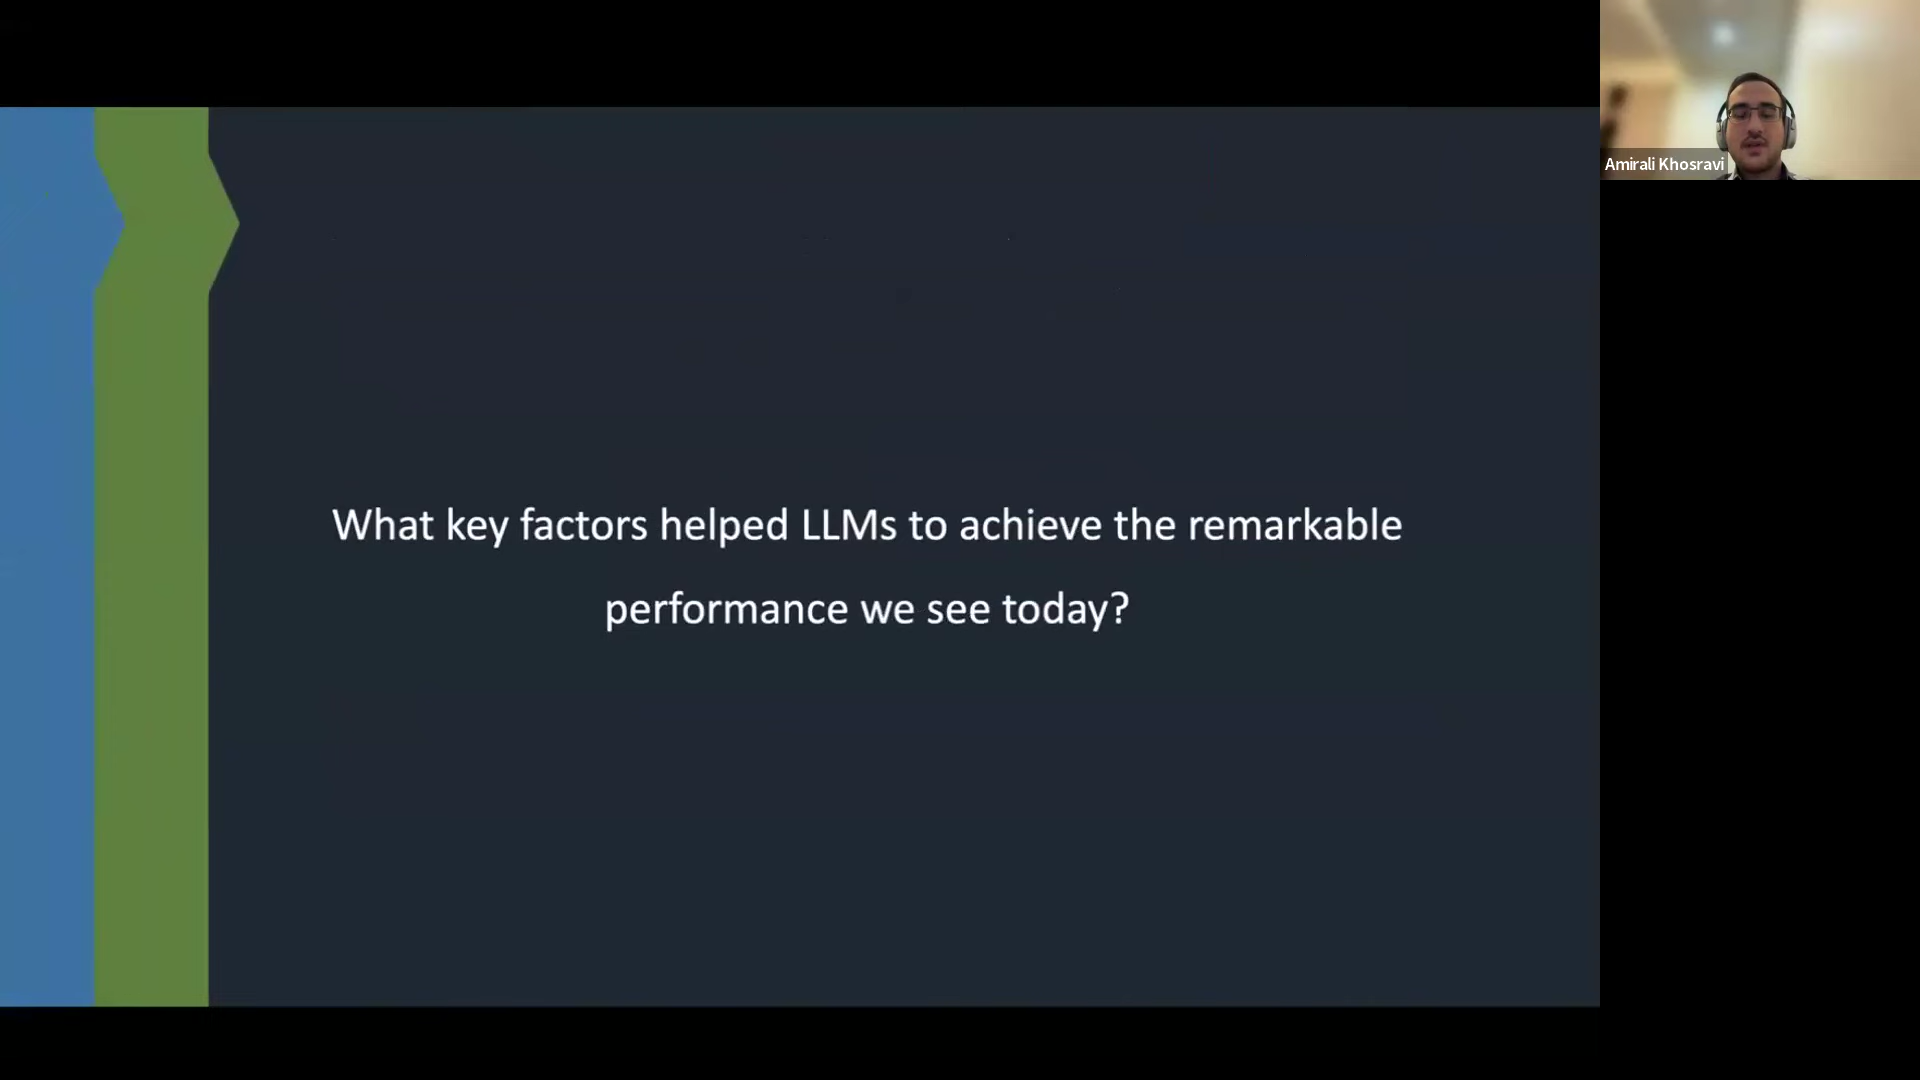 What key factors helped LLMs to achieve the remarkable
performance we see today?
Amirali Khosravi